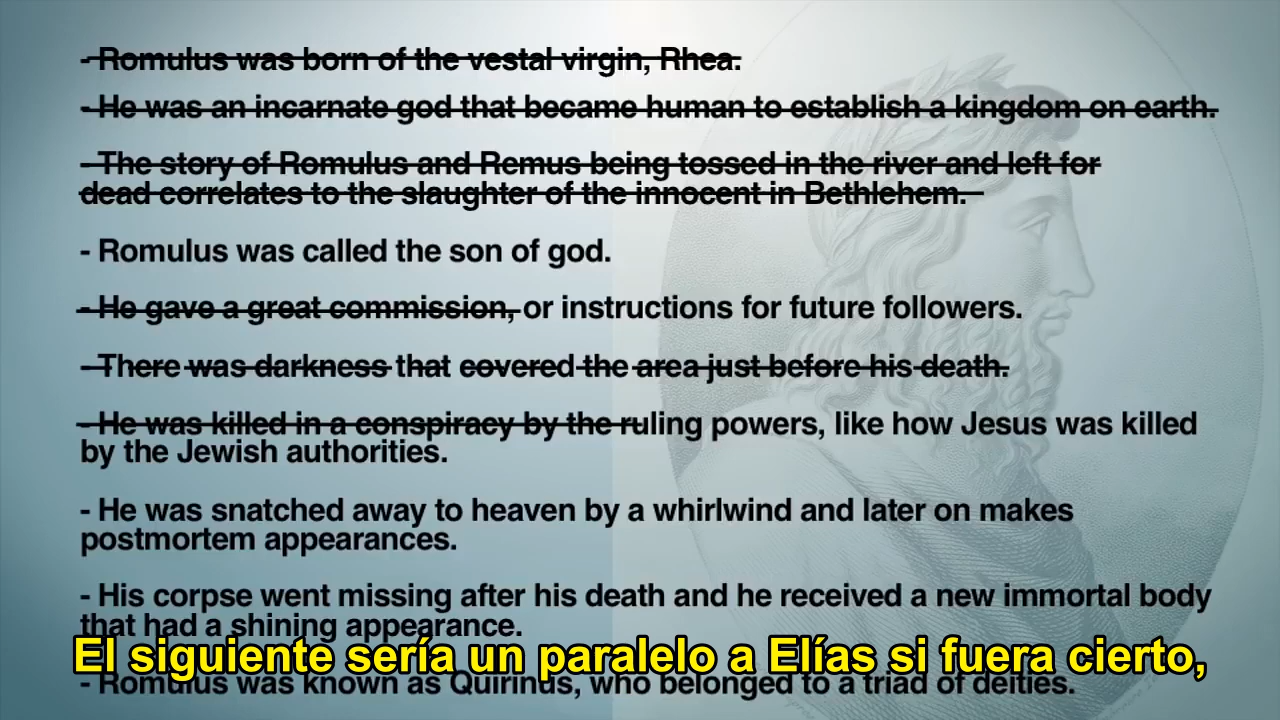 - Romulus was born of the vestal virgin, Rhea.
- He was an incarnate god that became human to establish a kingdom on earth.
- The story of Romulus and Remus being tossed in the river and left for
dead correlates to the slaughter of the innocent in Bethlehem.
- Romulus was called the son of god.
- He gave a great commission, or instructions for future followers.
- There was darkness that covered the area just before his death.
- He was killed in a conspiracy by the ruling powers, like how Jesus was killed
by the Jewish authorities.
- He was snatched away to heaven by a whirlwind and later on makes
postmortem appearances.
- His corpse went missing after his death and he received a new immortal body
that had a shining appearance.
El siguiente sería un paralelo a Elías si fuera cierto,
- Romulus was known as Quirinus, who belonged to a triad of deities.